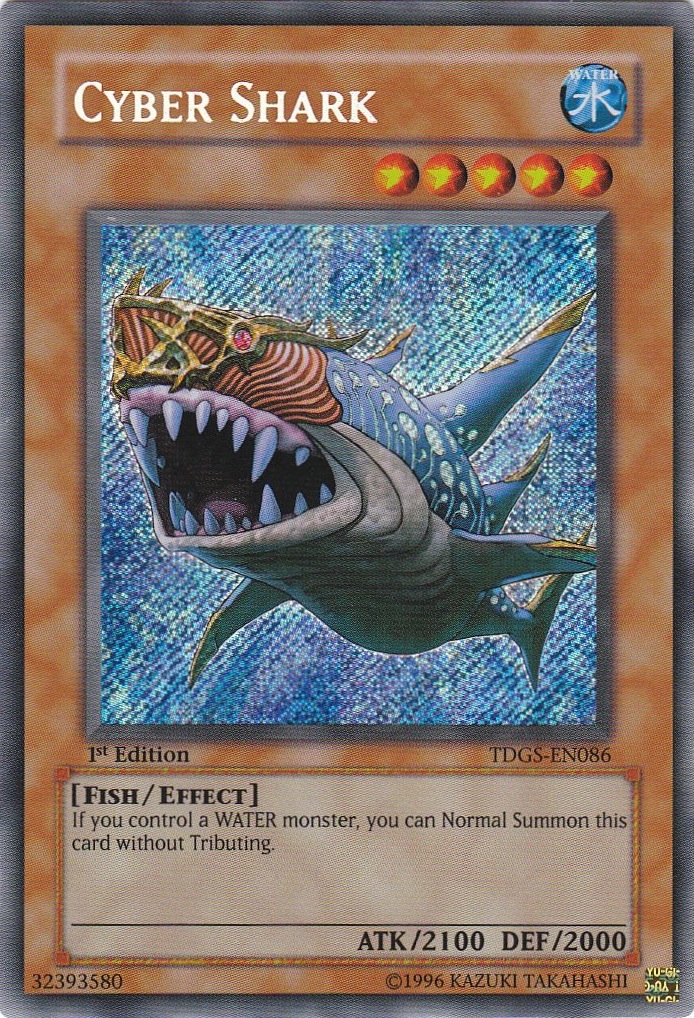 CYBER SHARK
WATER
水
1st Edition
TDGS-EN086
[FISH/EFFECT]
If you control a WATER monster, you can Normal Summon this
card without Tributing.
ATK/2100 DEF/2000
32393580
©1996 KAZUKI TAKAHASHI